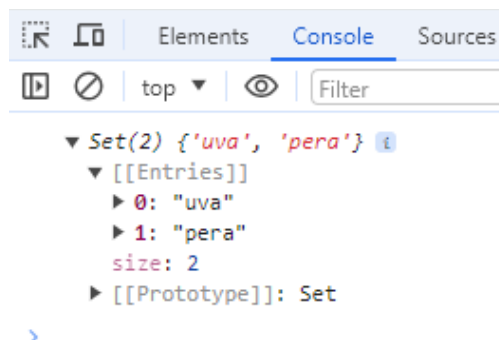 Elements Console Sources
top ▼ Filter
▼ Set(2) {'uva', 'pera'} i
▼ [[Entries]]
▶ 0: "uva"
▶ 1: "pera"
size: 2
▶ [[Prototype]]: Set
>